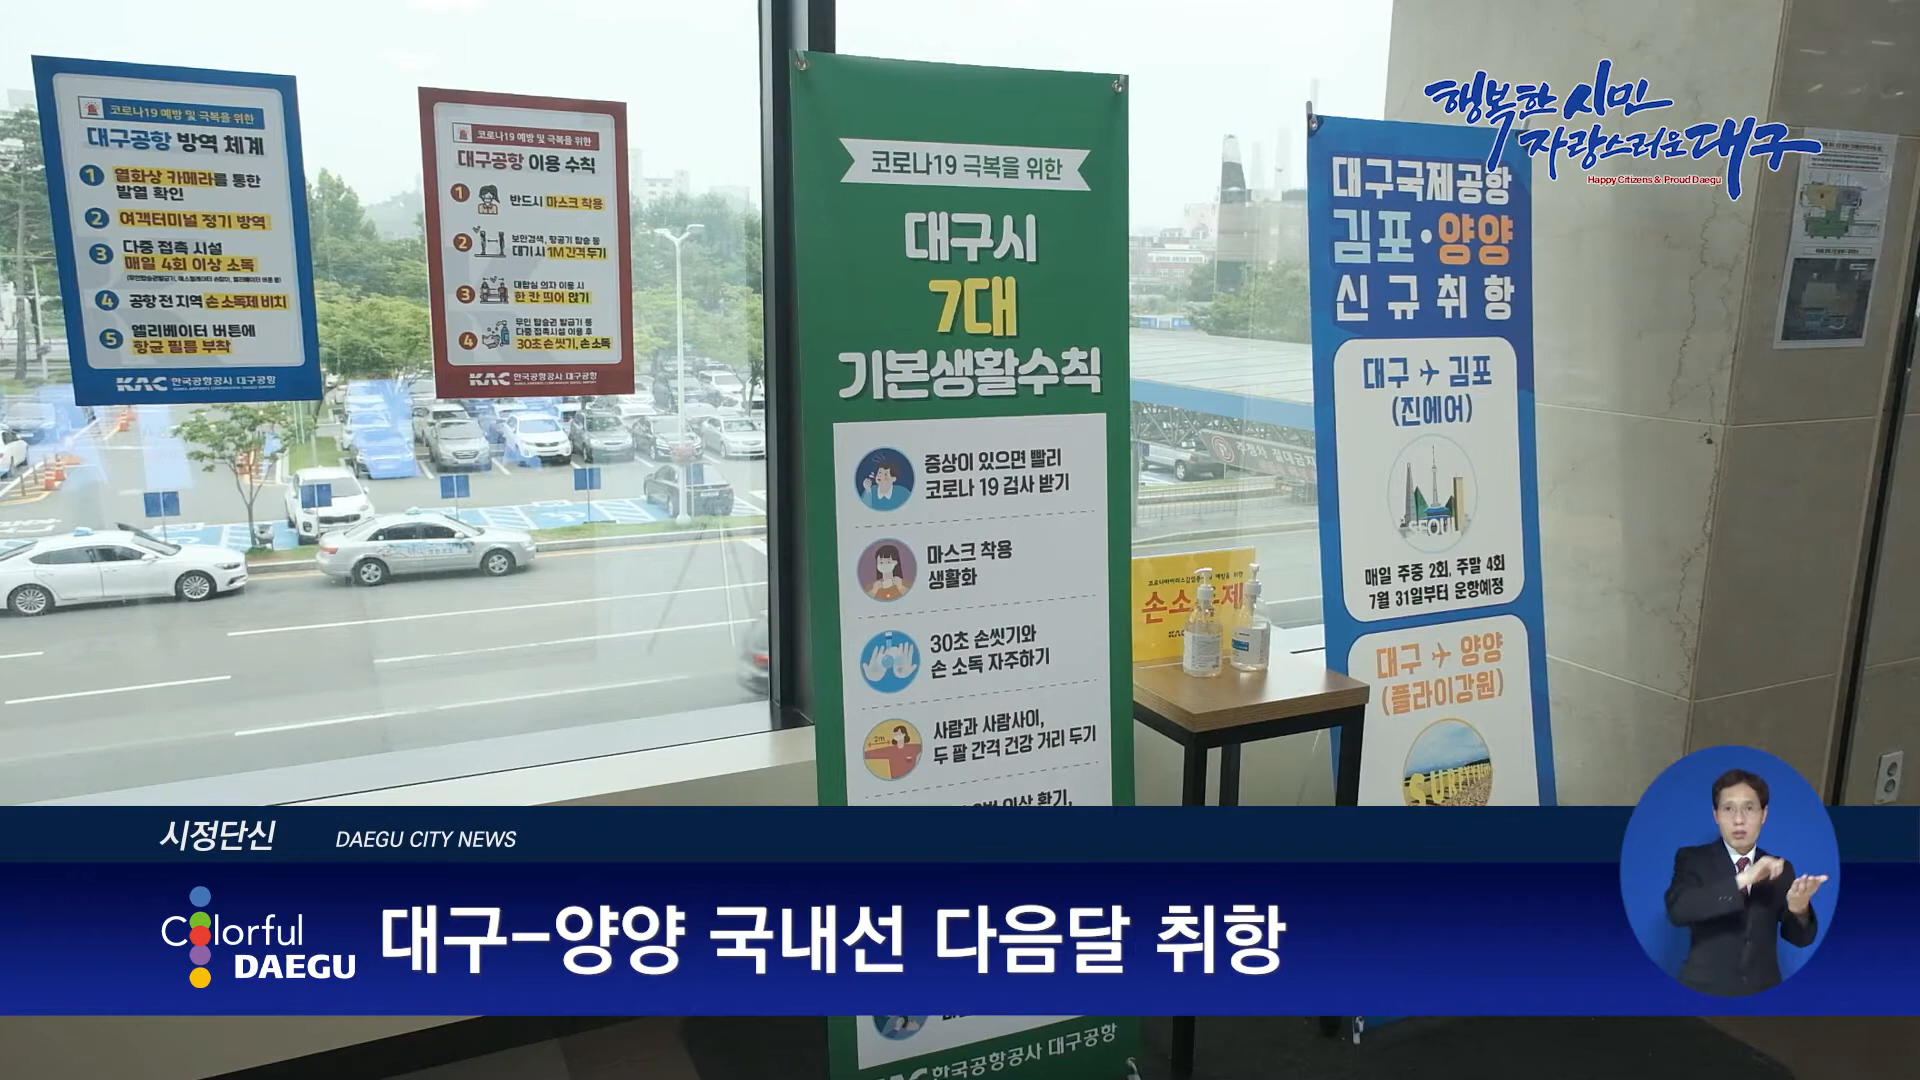 코로나19 예방 및 극복을 위한
대구공항 방역 체계
1 열화상 카메라를 통한
발열 확인
2 여객터미널 정기 방역
3 다중 접촉 시설
매일 4회 이상 소독
4 공항 전 지역 손 소독제 비치
5 엘리베이터 버튼에
항균 필름 부착
KAC 한국공항공사 대구공항
코로나19 예방 및 극복을 위한
대구공항 이용 수칙
1 반드시 마스크 착용
2 보안검색, 항공기 탑승 등
대기시 1M 간격 두기
3 대합실 의자 이용 시
한 칸 띄어 앉기
4 무인 탑승권 발급기 등
다중 접촉시설 이용 후
30초 손 씻기, 손 소독
KAC 한국공항공사 대구공항
코로나19 극복을 위한
대구시
7대
기본생활수칙
증상이 있으면 빨리
코로나 19 검사 받기
마스크 착용
생활화
30초 손씻기와
손 소독 자주하기
2m
사람과 사람사이,
두 팔 간격 건강 거리 두기
이상 환기,
KAC 한국공항공사 대구공항
KAC
행복한 시민
자랑스러운 대구
Happy Citizens & Proud Daegu
대구국제공항
김포·양양
신규취항
대구 ✈ 김포
(진에어)
SEOUL
매일 주중 2회, 주말 4회
7월 31일부터 운항예정
대구 ✈ 양양
(플라이강원)
주정차 절대금지
시정단신 DAEGU CITY NEWS
Colorful
DAEGU
대구-양양 국내선 다음달 취항